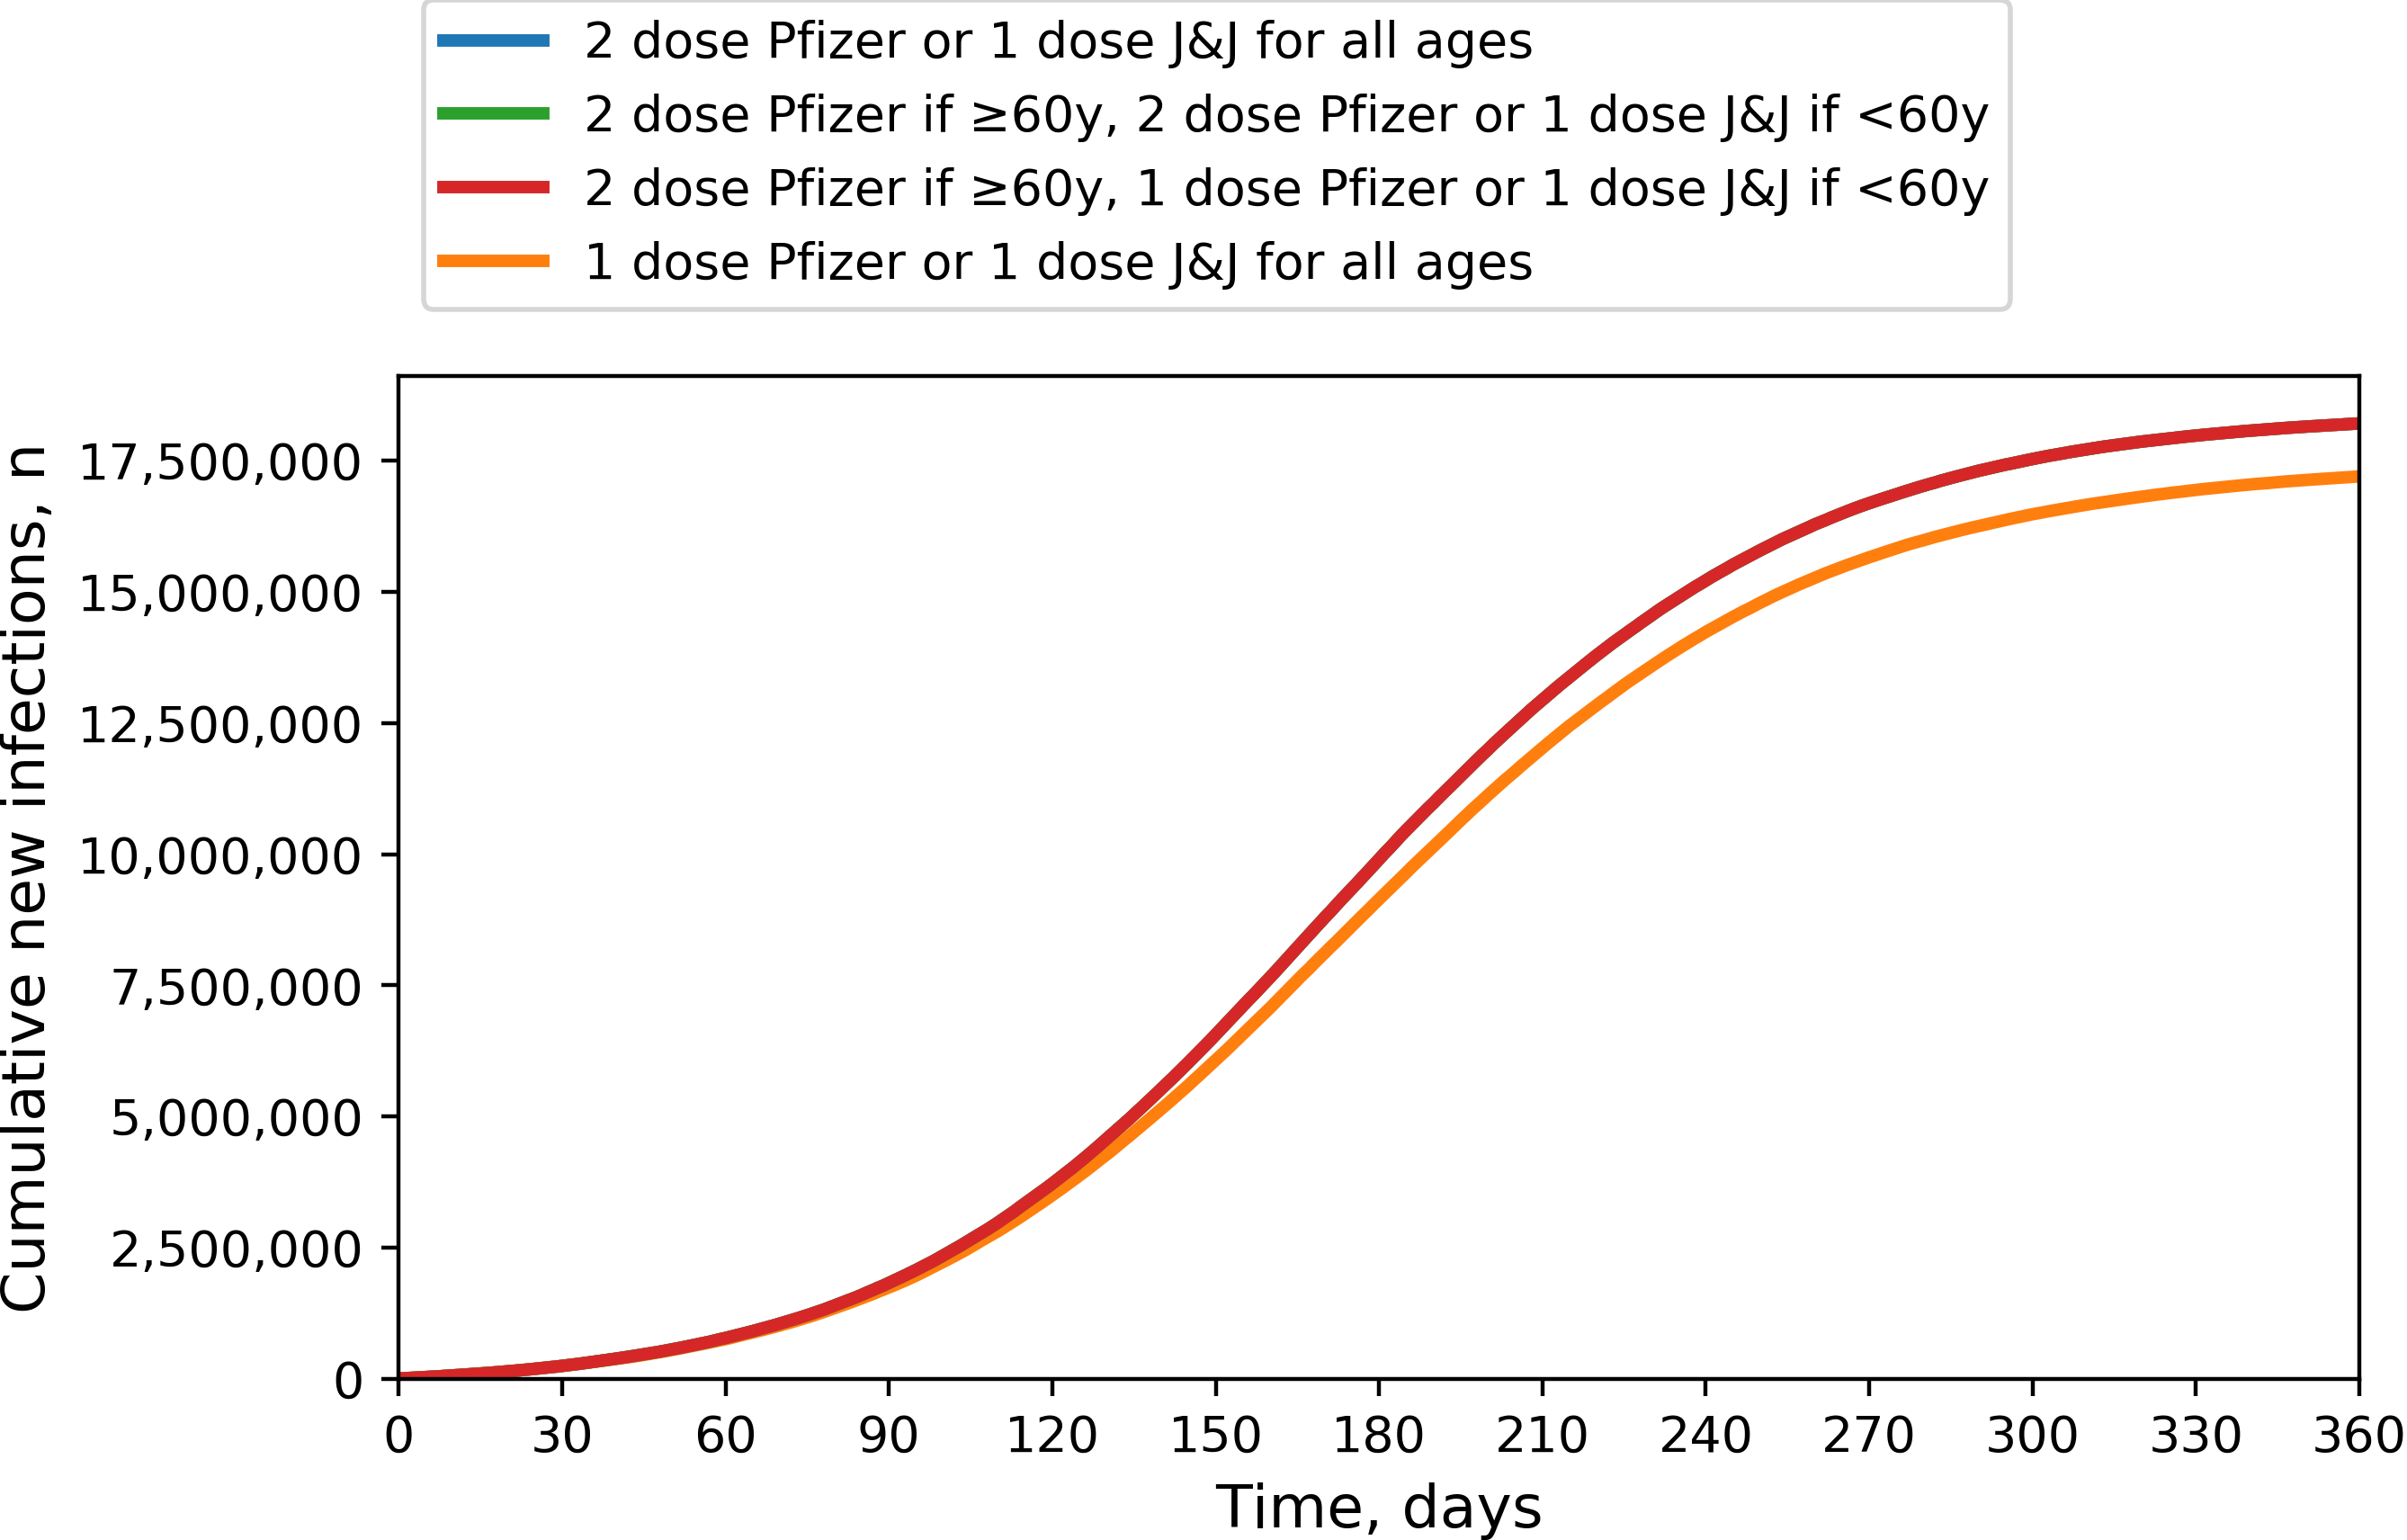 2 dose Pfizer or 1 dose J&J for all ages
2 dose Pfizer if ≥60y, 2 dose Pfizer or 1 dose J&J if <60y
2 dose Pfizer if ≥60y, 1 dose Pfizer or 1 dose J&J if <60y
1 dose Pfizer or 1 dose J&J for all ages
Cumulative new infections, n
17,500,000
15,000,000
12,500,000
10,000,000
7,500,000
5,000,000
2,500,000
0
0 30 60 90 120 150 180 210 240 270 300 330 360
Time, days